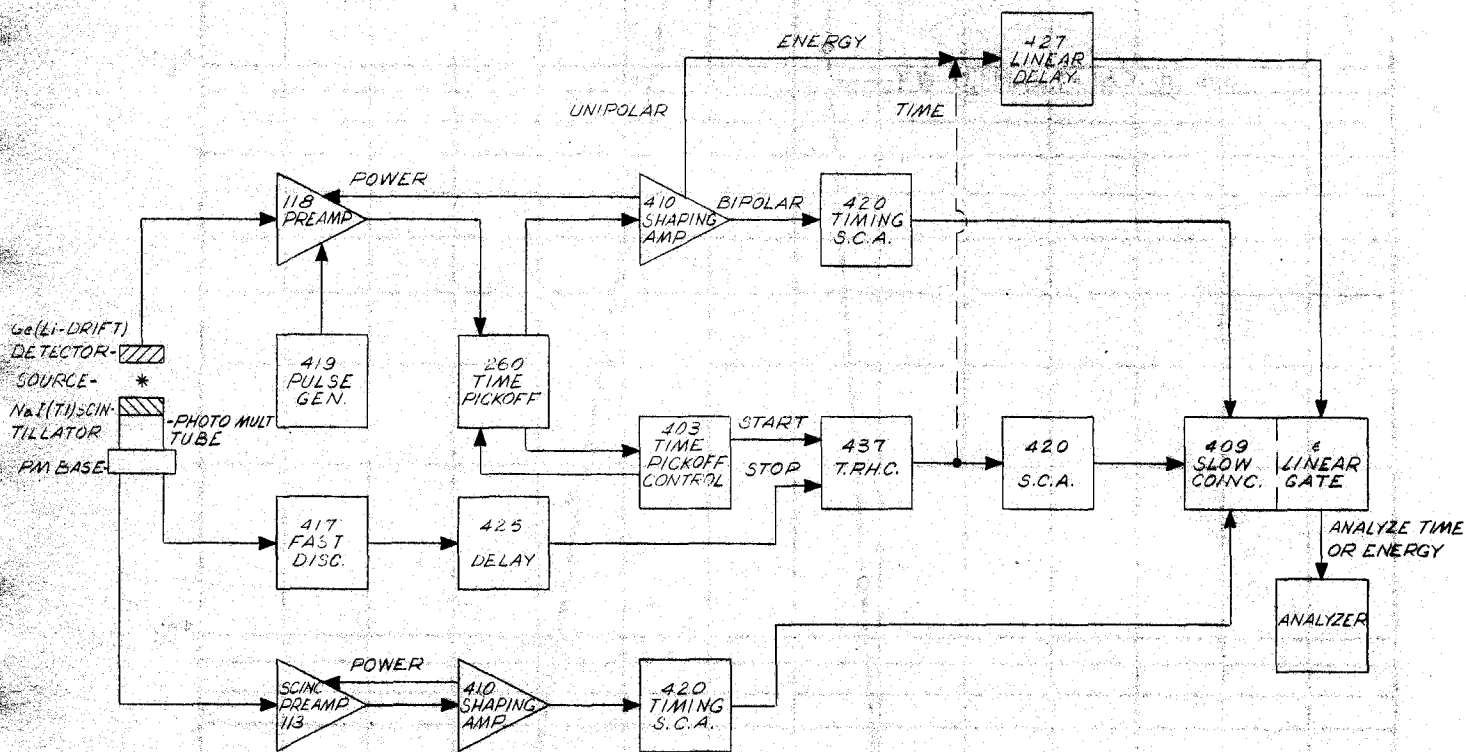 ENERGY
427
LINEAR
DELAY.
UNIPOLAR
TIME
POWER
118
PREAMP
410
SHAPING
AMP.
BIPOLAR
420
TIMING
S.C.A.
Ge(Li-DRIFT)
DETECTOR-
SOURCE-
*
NaI(Tl)SCIN-
TILLATOR
-PHOTO MULT
TUBE
PM BASE-
419
PULSE
GEN.
260
TIME
PICKOFF
403
TIME
PICKOFF
CONTROL
START
STOP
437
T.P.H.C.
420
S.C.A.
409
SLOW
COINC.
&
LINEAR
GATE
417
FAST
DISC.
425
DELAY
ANALYZE TIME
OR ENERGY
ANALYZER
SCINC
PREAMP
113
POWER
410
SHAPING
AMP
420
TIMING
S.C.A.